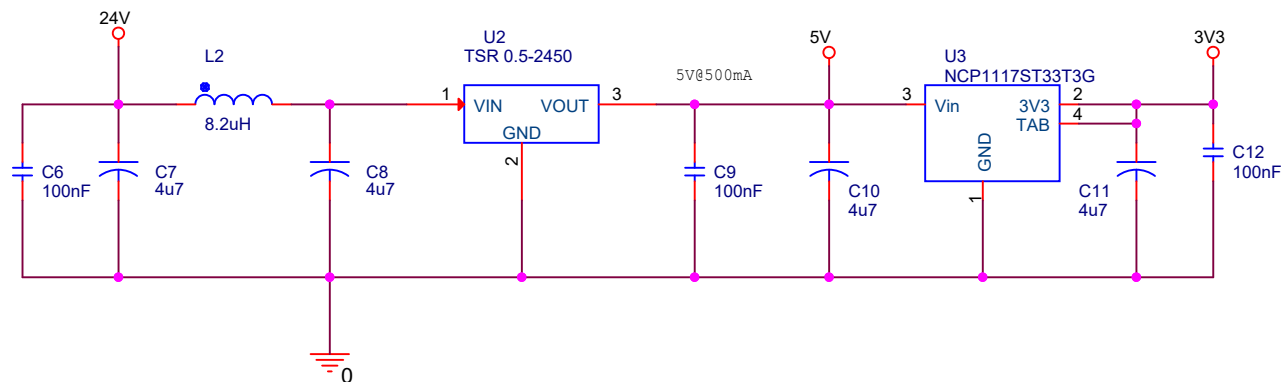 24V
L2
8.2uH
U2
TSR 0.5-2450
1
VIN
VOUT
3
GND
2
5V@500mA
5V
U3
NCP1117ST33T3G
3
Vin
3V3
2
TAB
4
GND
1
3V3
C6
100nF
C7
4u7
C8
4u7
C9
100nF
C10
4u7
C11
4u7
C12
100nF
0